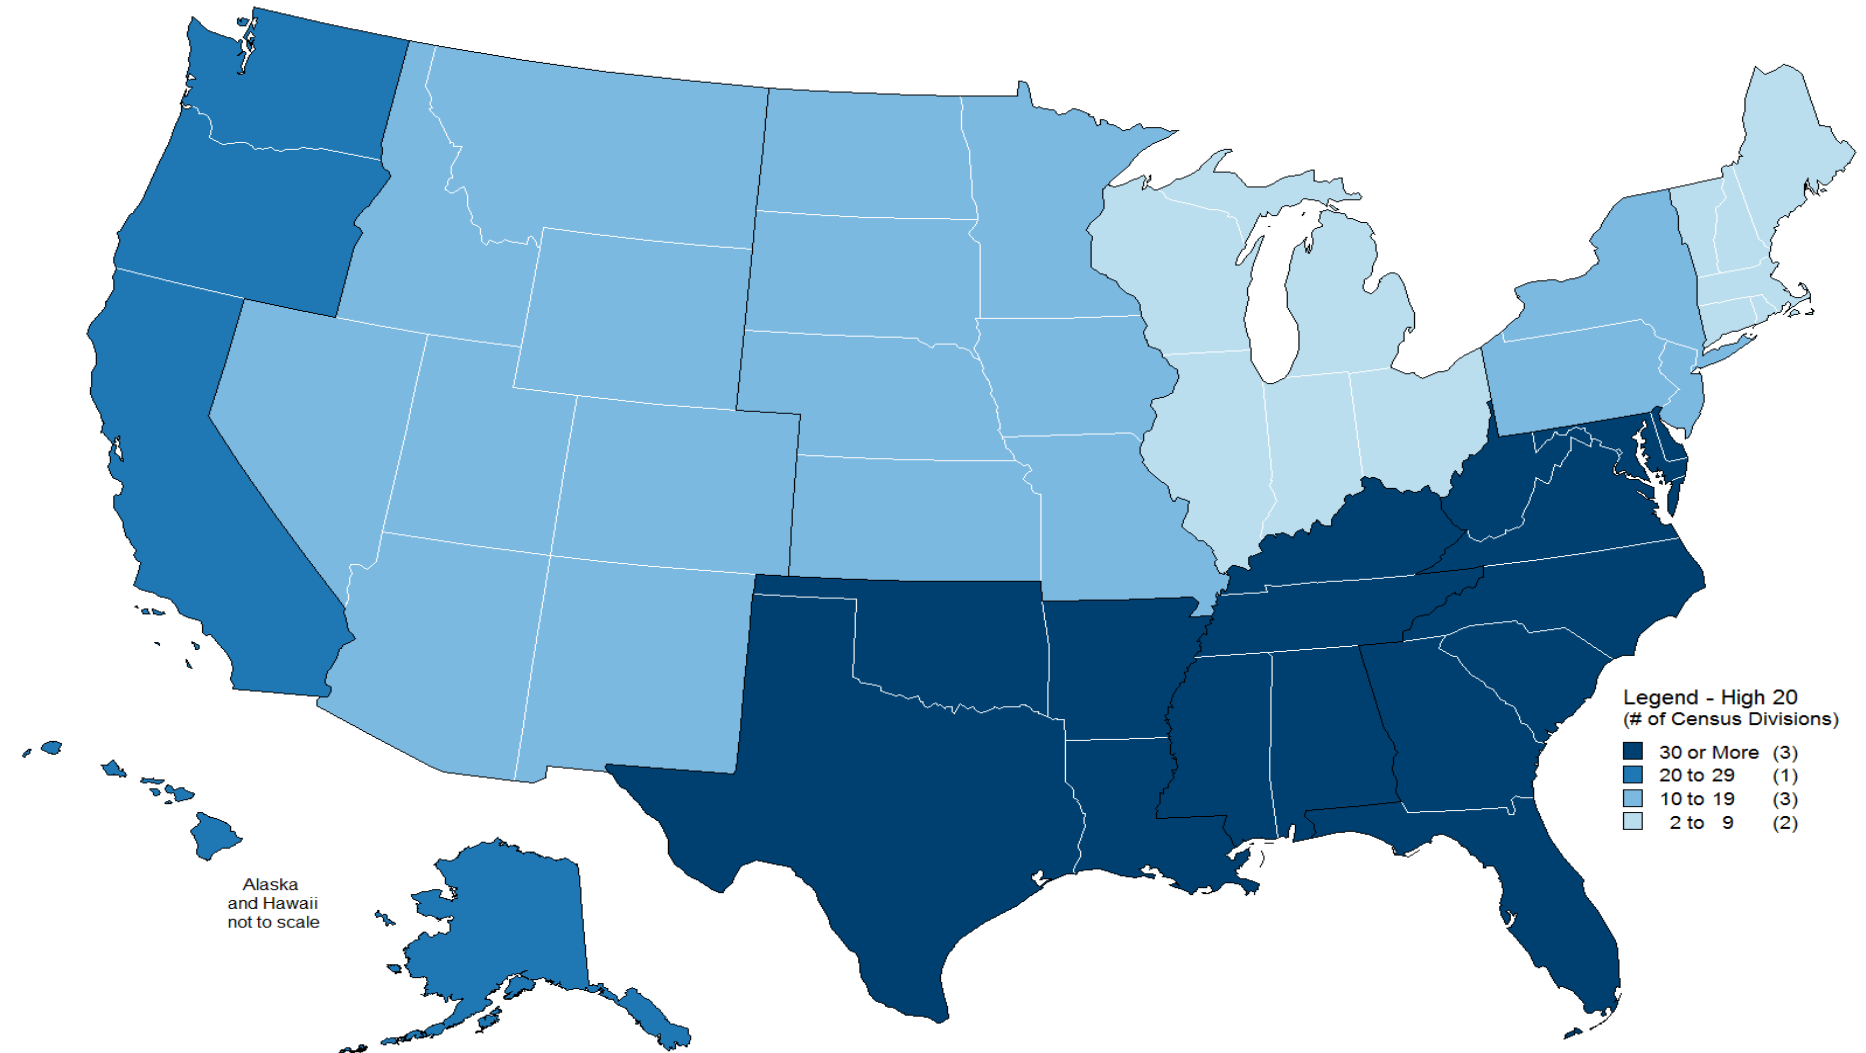 Legend - High 20
(# of Census Divisions)
30 or More (3)
20 to 29 (1)
10 to 19 (3)
2 to 9 (2)
Alaska
and Hawaii
not to scale